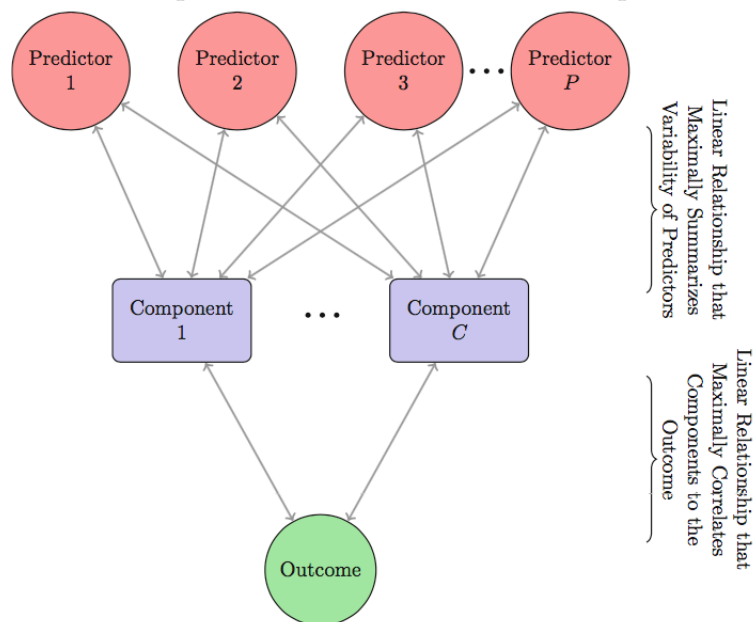 Predictor
1
Predictor
2
Predictor
3
...
Predictor
P
Linear Relationship that
Maximally Summarizes
Variability of Predictors
Component
1
...
Component
C
Linear Relationship that
Maximally Correlates
Components to the
Outcome
Outcome